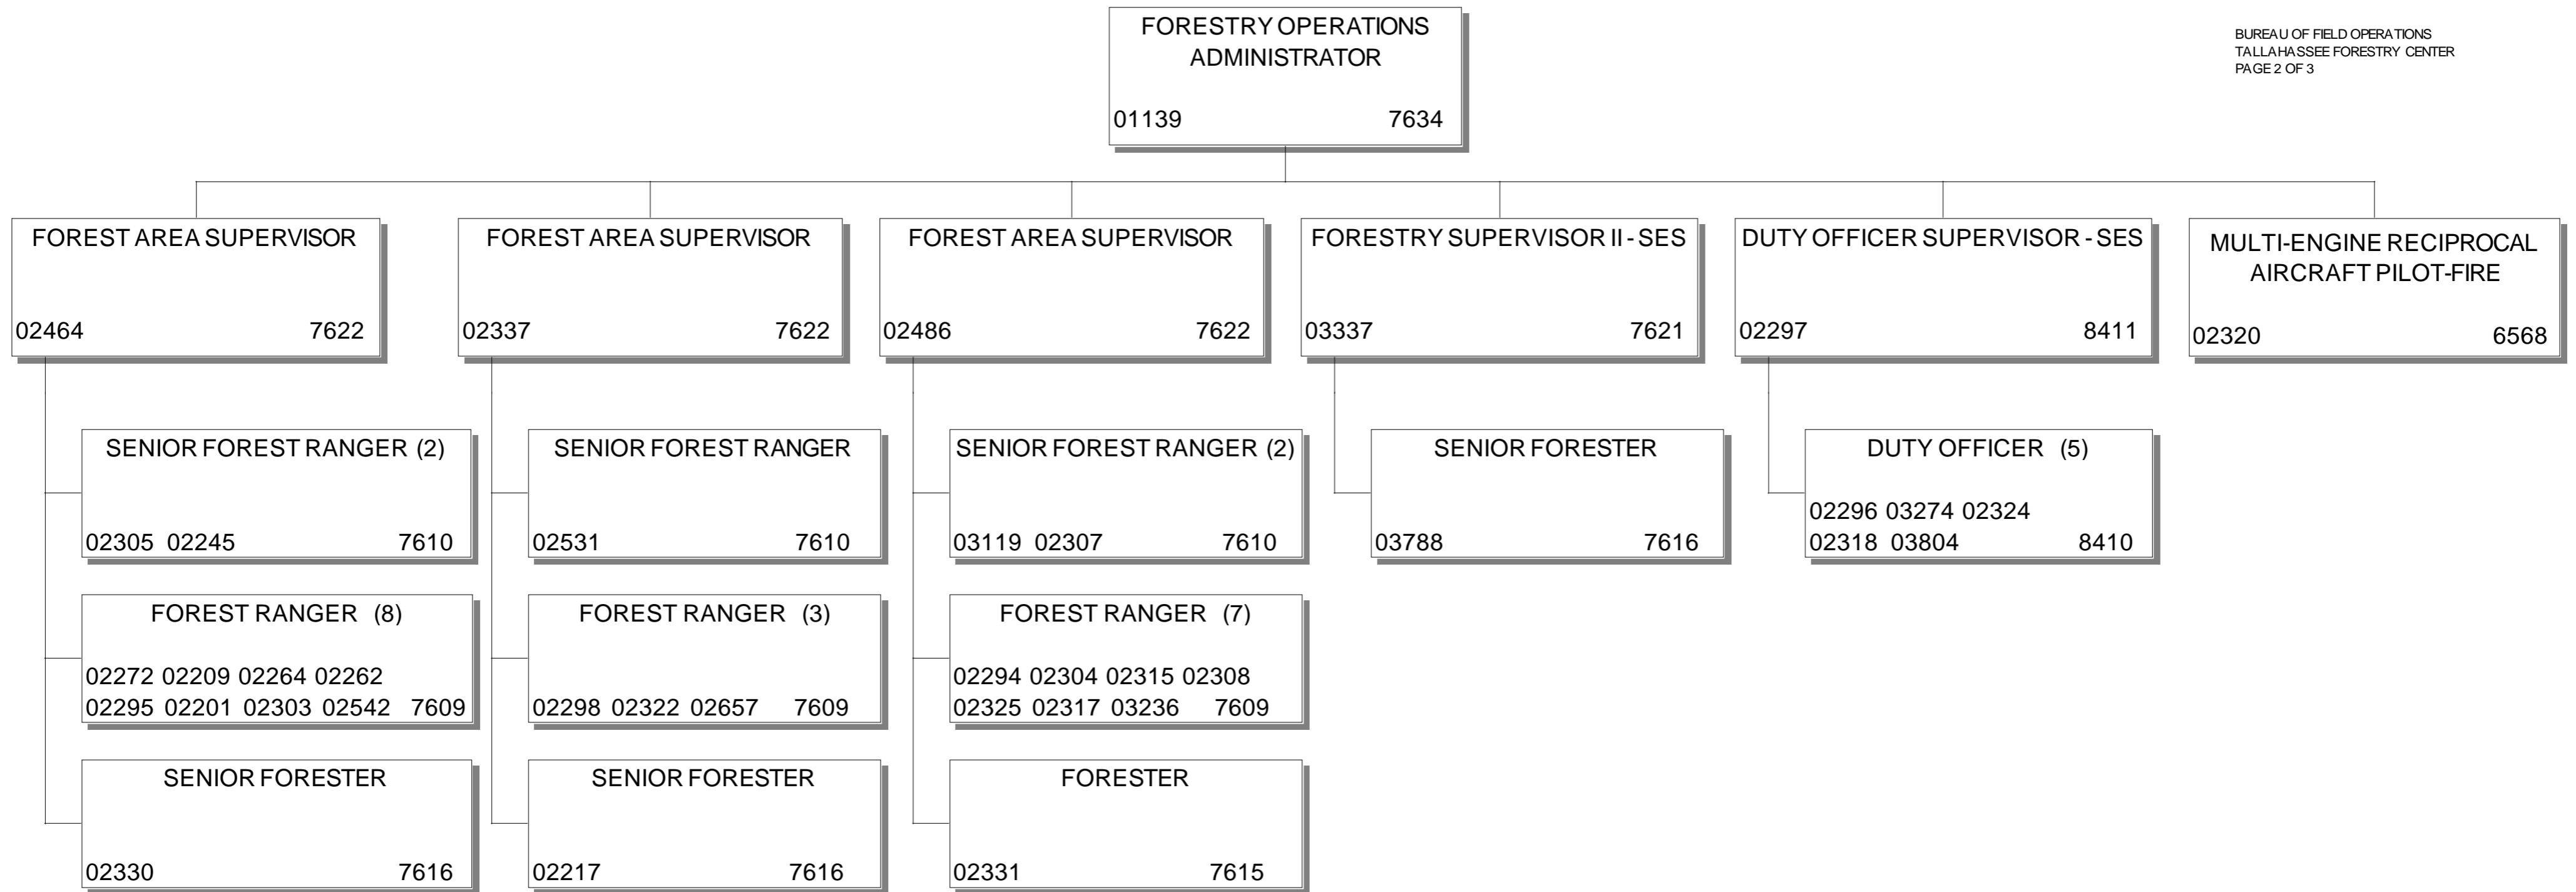 FORESTRY OPERATIONS
ADMINISTRATOR
01139 7634
BUREAU OF FIELD OPERATIONS
TALLAHASSEE FORESTRY CENTER
PAGE 2 OF 3
FOREST AREA SUPERVISOR
02464 7622
FOREST AREA SUPERVISOR
02337 7622
FOREST AREA SUPERVISOR
02486 7622
FORESTRY SUPERVISOR II - SES
03337 7621
DUTY OFFICER SUPERVISOR - SES
02297 8411
MULTI-ENGINE RECIPROCAL
AIRCRAFT PILOT-FIRE
02320 6568
SENIOR FOREST RANGER (2)
02305 02245 7610
SENIOR FOREST RANGER
02531 7610
SENIOR FOREST RANGER (2)
03119 02307 7610
SENIOR FORESTER
03788 7616
DUTY OFFICER (5)
02296 03274 02324
02318 03804 8410
FOREST RANGER (8)
02272 02209 02264 02262
02295 02201 02303 02542 7609
FOREST RANGER (3)
02298 02322 02657 7609
FOREST RANGER (7)
02294 02304 02315 02308
02325 02317 03236 7609
SENIOR FORESTER
02330 7616
SENIOR FORESTER
02217 7616
FORESTER
02331 7615